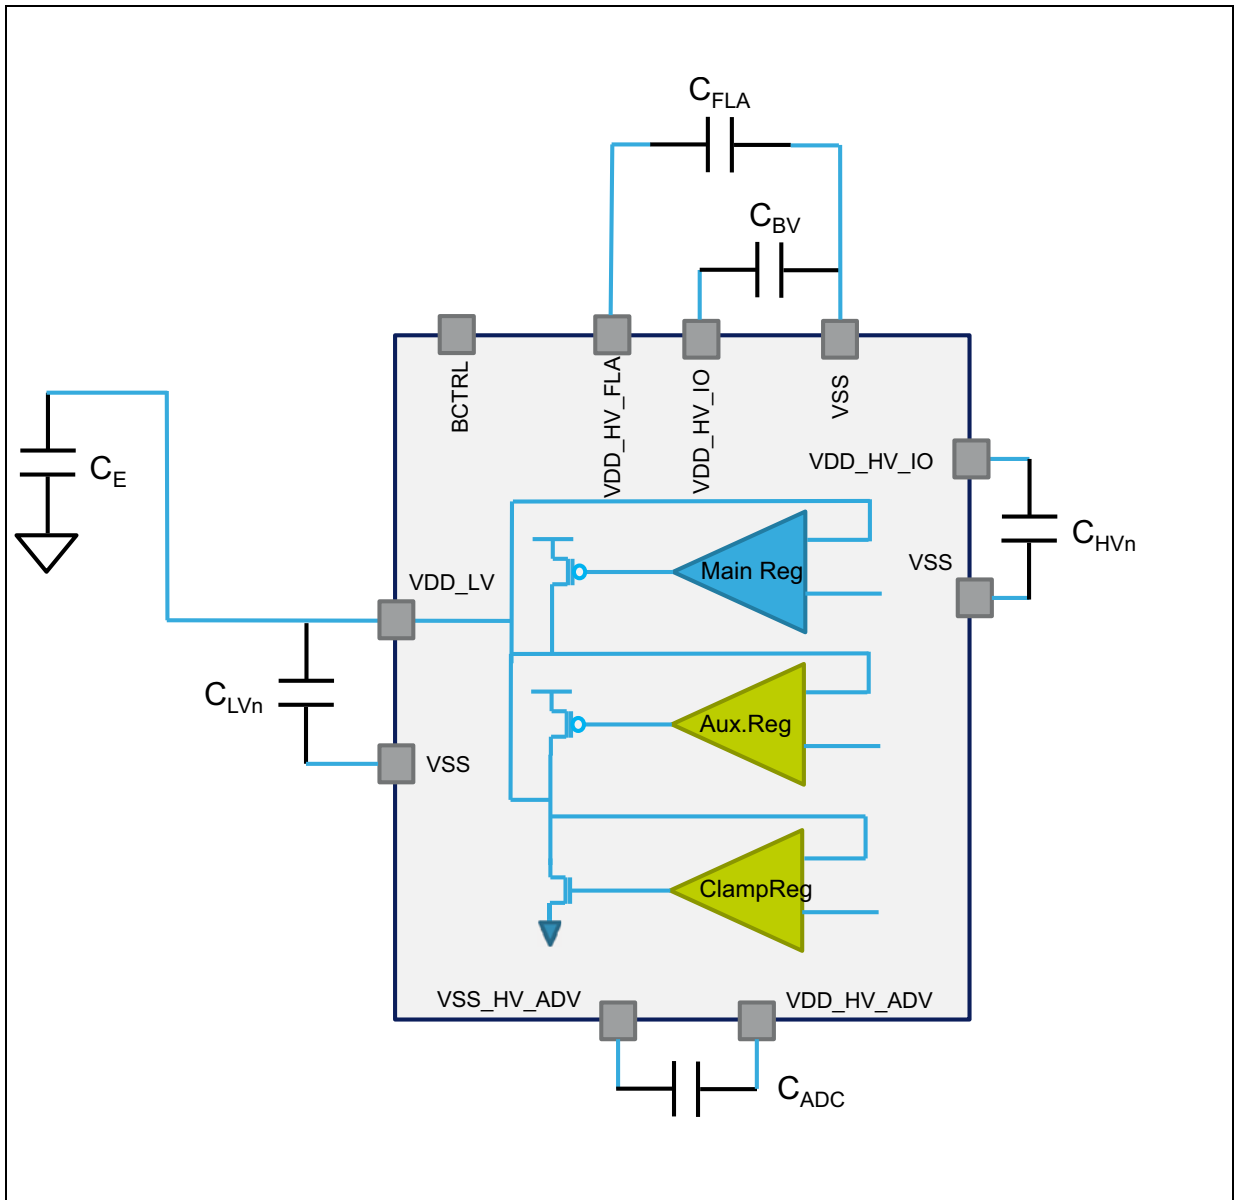 CFLA
CBV
BCTRL
VDD_HV_FLA
VDD_HV_IO
VSS
CE
VDD_HV_IO
CHVn
VSS
Main Reg
VDD_LV
CLVn
Aux.Reg
VSS
ClampReg
VSS_HV_ADV
VDD_HV_ADV
CADC